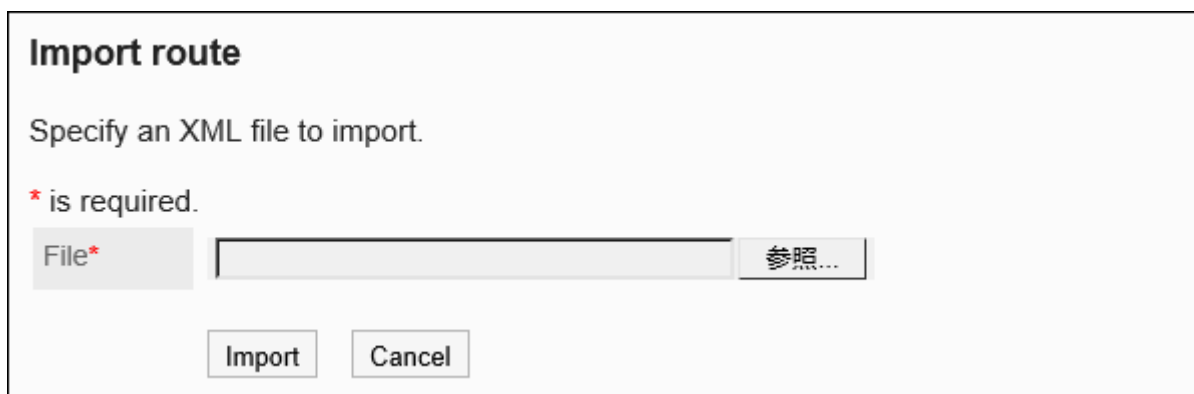 Import route
Specify an XML file to import.
* is required.
File* 参照...
Import Cancel